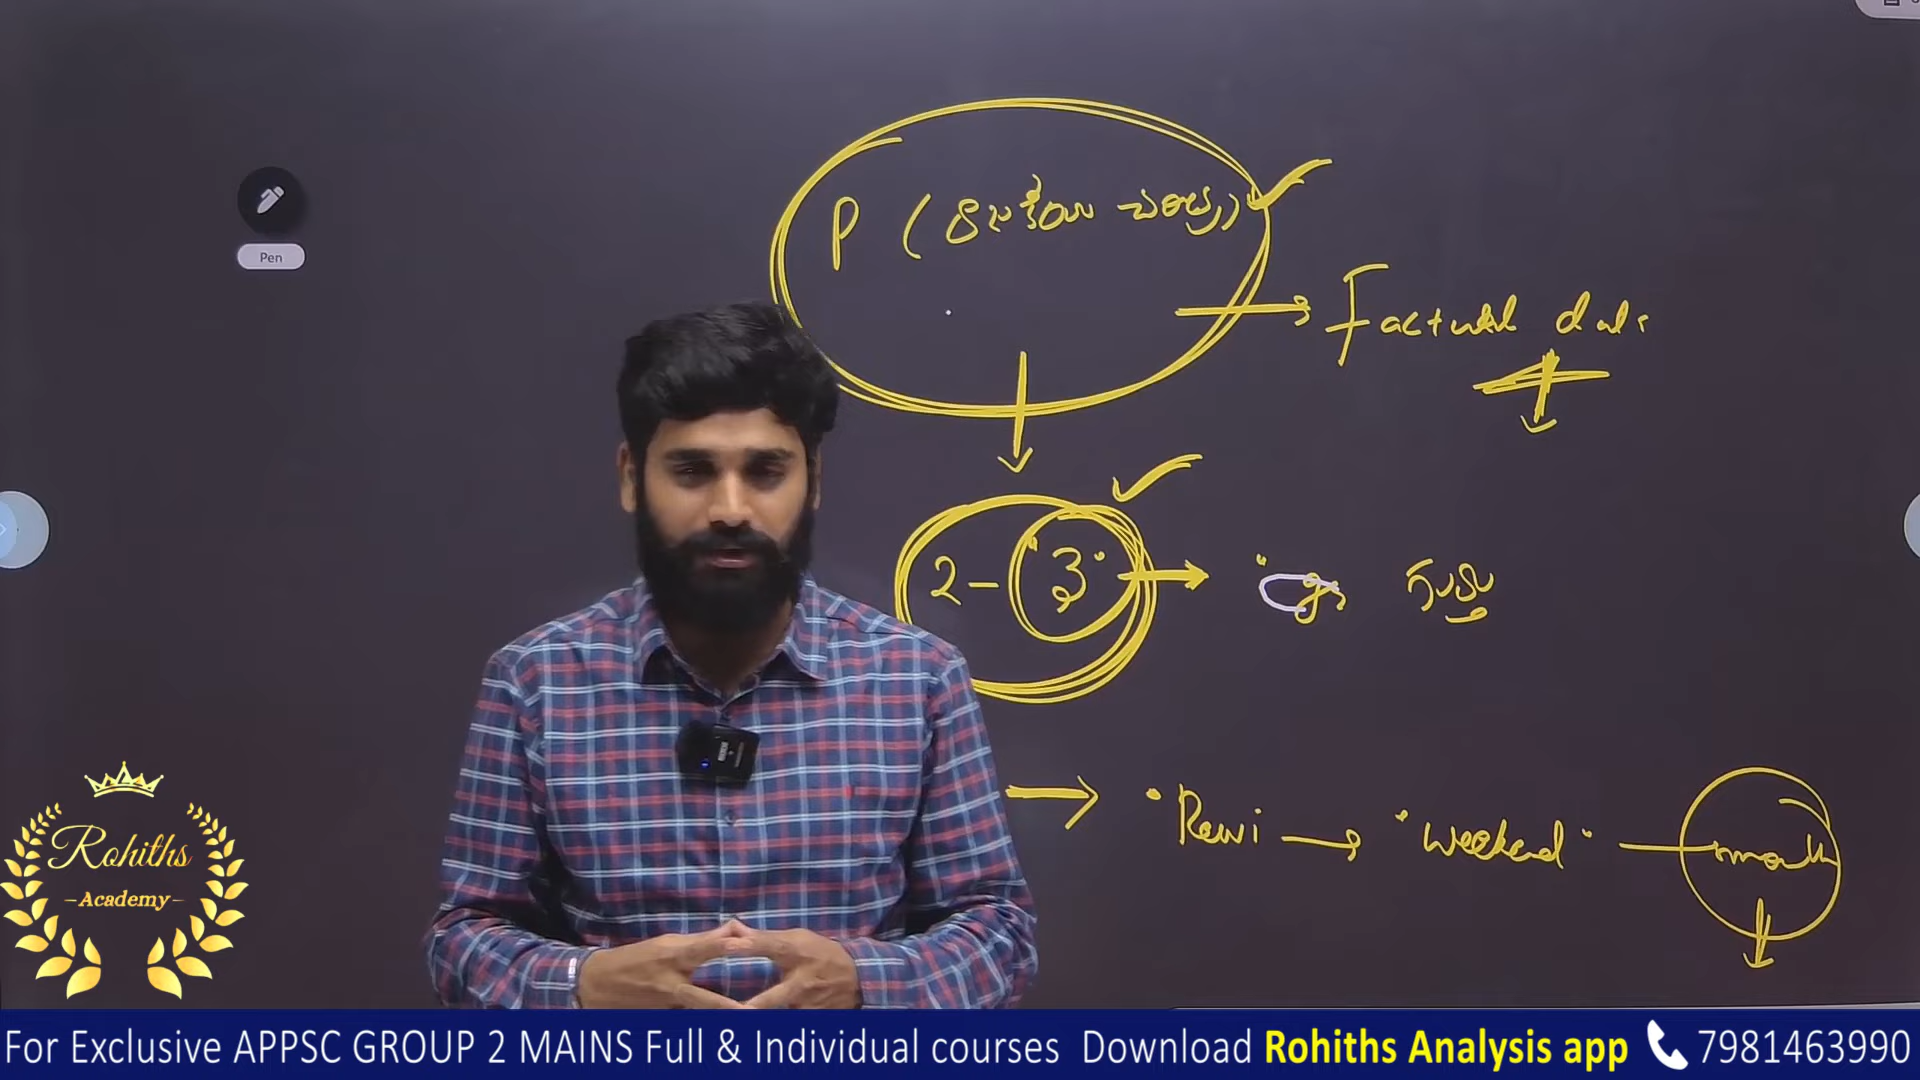 Pen
P (
Factual data
2 - "3"
"Revi → "Weekend" month
Rohiths
Academy
For Exclusive APPSC GROUP 2 MAINS Full & Individual courses Download Rohiths Analysis app 7981463990